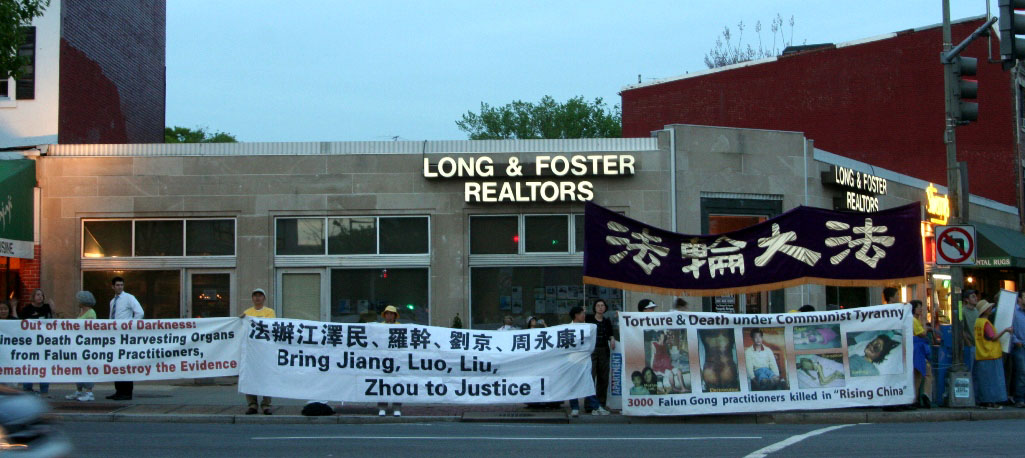 LONG & FOSTER
REALTORS
LONG & FOSTER
REALTORS
法輪大法
Out of the Heart of Darkness:
Death Camps Harvesting Organs
from Falun Gong Practitioners,
them to Destroy the Evidence
法辦江澤民、羅幹、劉京、周永康!
Bring Jiang, Luo, Liu,
Zhou to Justice !
Torture & Death under Communist Tyranny
3000 Falun Gong practitioners killed in "Rising China"
RUGS